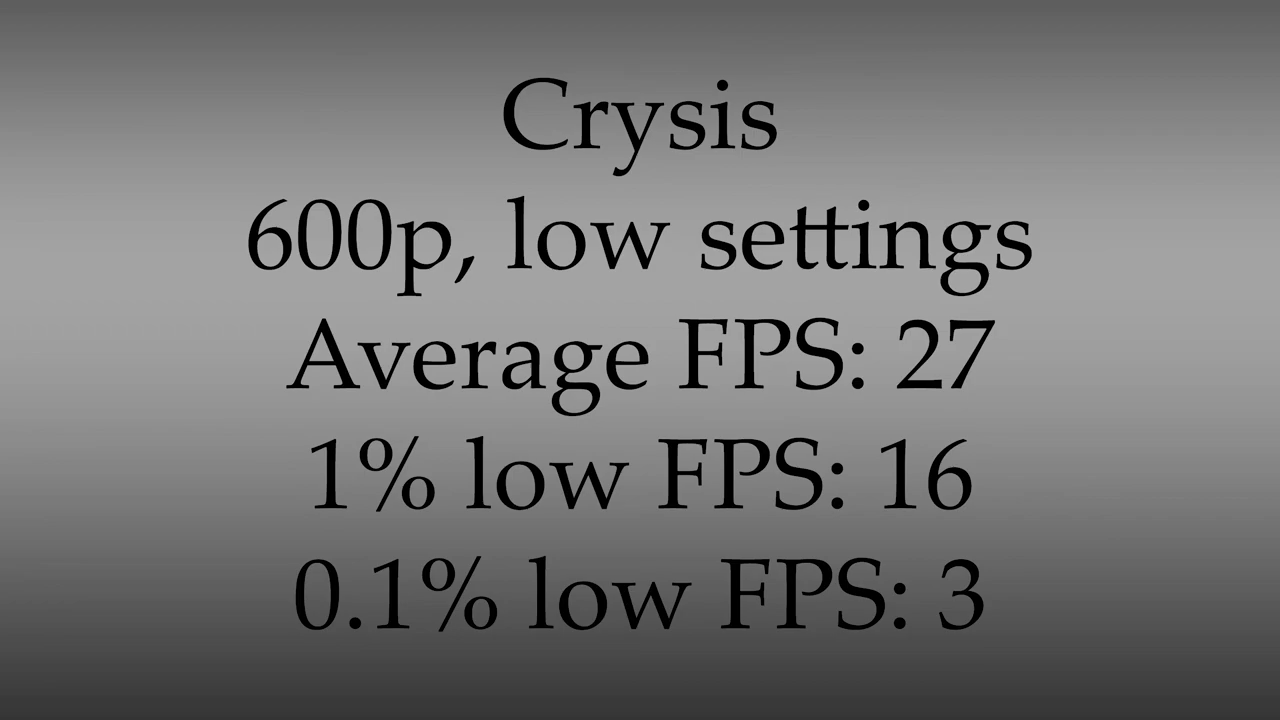 Crysis
600p, low settings
Average FPS: 27
1% low FPS: 16
0.1% low FPS: 3